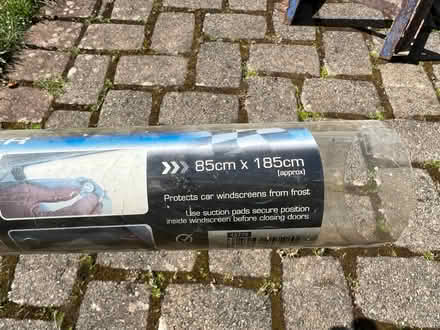 85cm x 185cm
(approx)
Protects car windscreens from frost
Use suction pads secure position
inside windscreen before closing doors